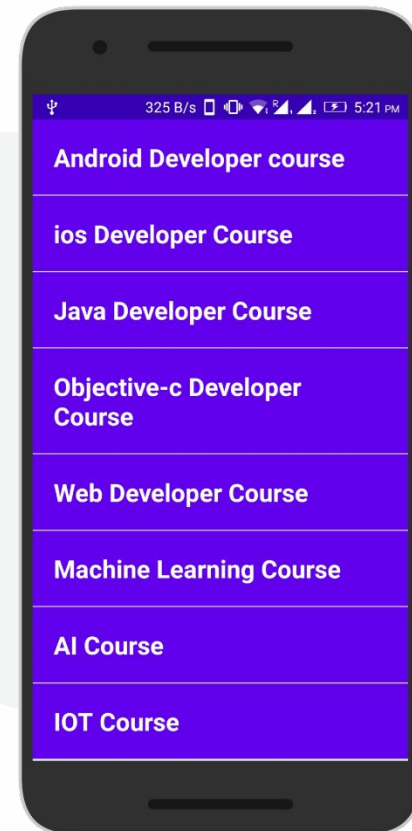 325 B/s 5:21 PM
Android Developer course
ios Developer Course
Java Developer Course
Objective-c Developer
Course
Web Developer Course
Machine Learning Course
AI Course
IOT Course